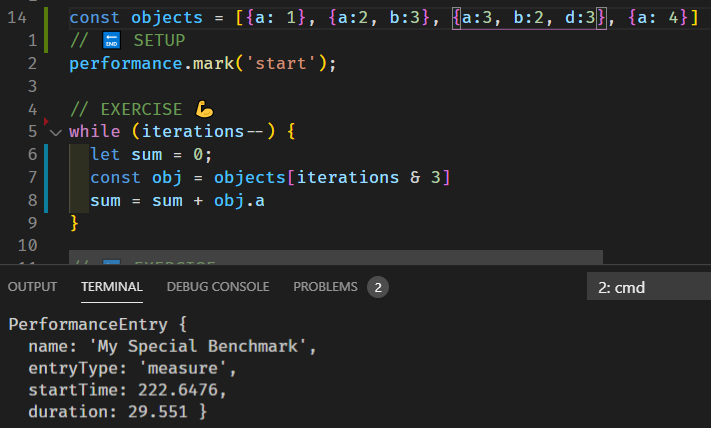 14 const objects = [{a: 1}, {a:2, b:3}, {a:3, b:2, d:3}, {a: 4}]
1 // 🔚 SETUP
2 performance.mark('start');
3
4 // EXERCISE 💪
5 while (iterations--) {
6 let sum = 0;
7 const obj = objects[iterations & 3]
8 sum = sum + obj.a
9 }
10
OUTPUT TERMINAL DEBUG CONSOLE PROBLEMS 2 2: cmd
PerformanceEntry {
name: 'My Special Benchmark',
entryType: 'measure',
startTime: 222.6476,
duration: 29.551 }